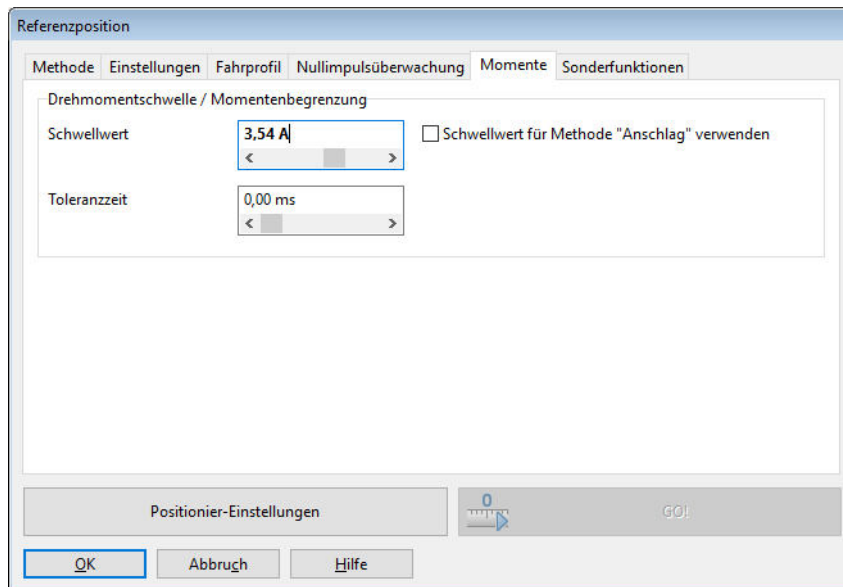 Referenzposition
Methode Einstellungen Fahrprofil Nullimpulsüberwachung Momente Sonderfunktionen
Drehmomentschwelle / Momentenbegrenzung
Schwellwert 3,54 A Schwellwert für Methode "Anschlag" verwenden
Toleranzzeit 0,00 ms
Positionier-Einstellungen 0 GO!
OK Abbruch Hilfe